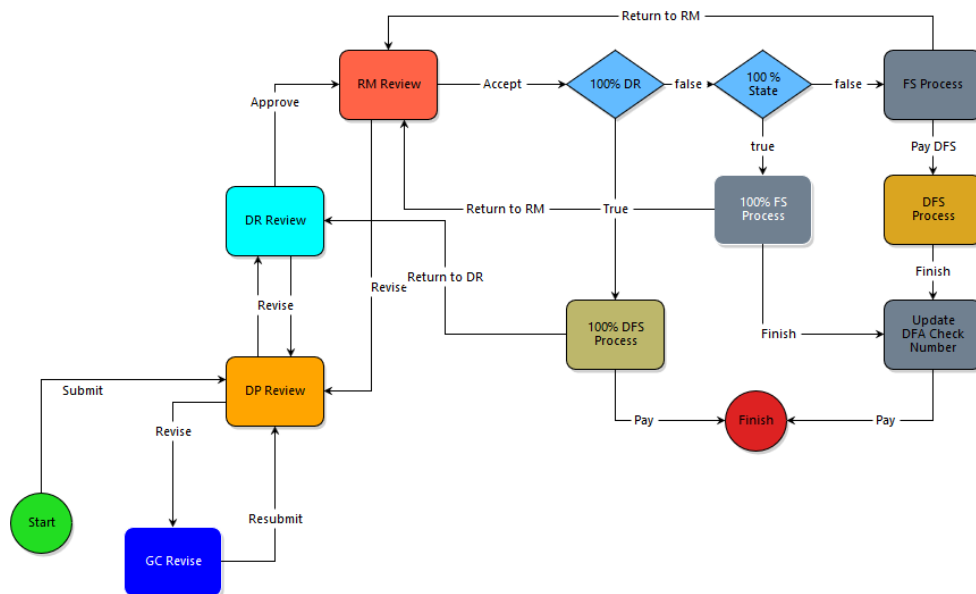 Return to RM
RM Review
Accept
100% DR
false
100 %
State
false
FS Process
Approve
true
Pay DFS
DR Review
Return to RM
True
100% FS
Process
DFS
Process
Revise
Return to DR
Revise
Finish
100% DFS
Process
Finish
Update
DFA Check
Number
Submit
DP Review
Revise
Pay
Finish
Pay
Start
Resubmit
GC Revise